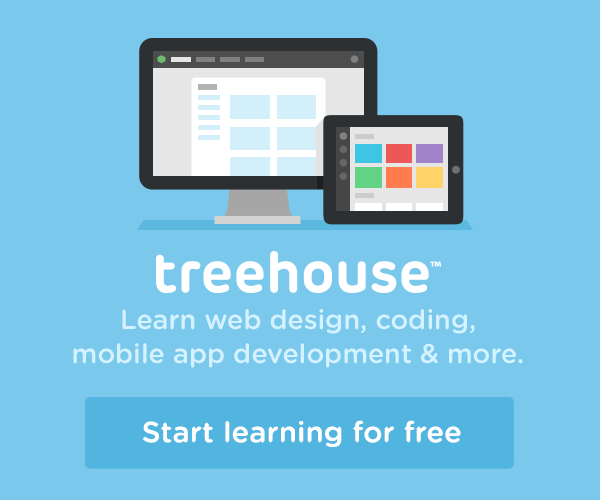 treehouse™
Learn web design, coding,
mobile app development & more.
Start learning for free